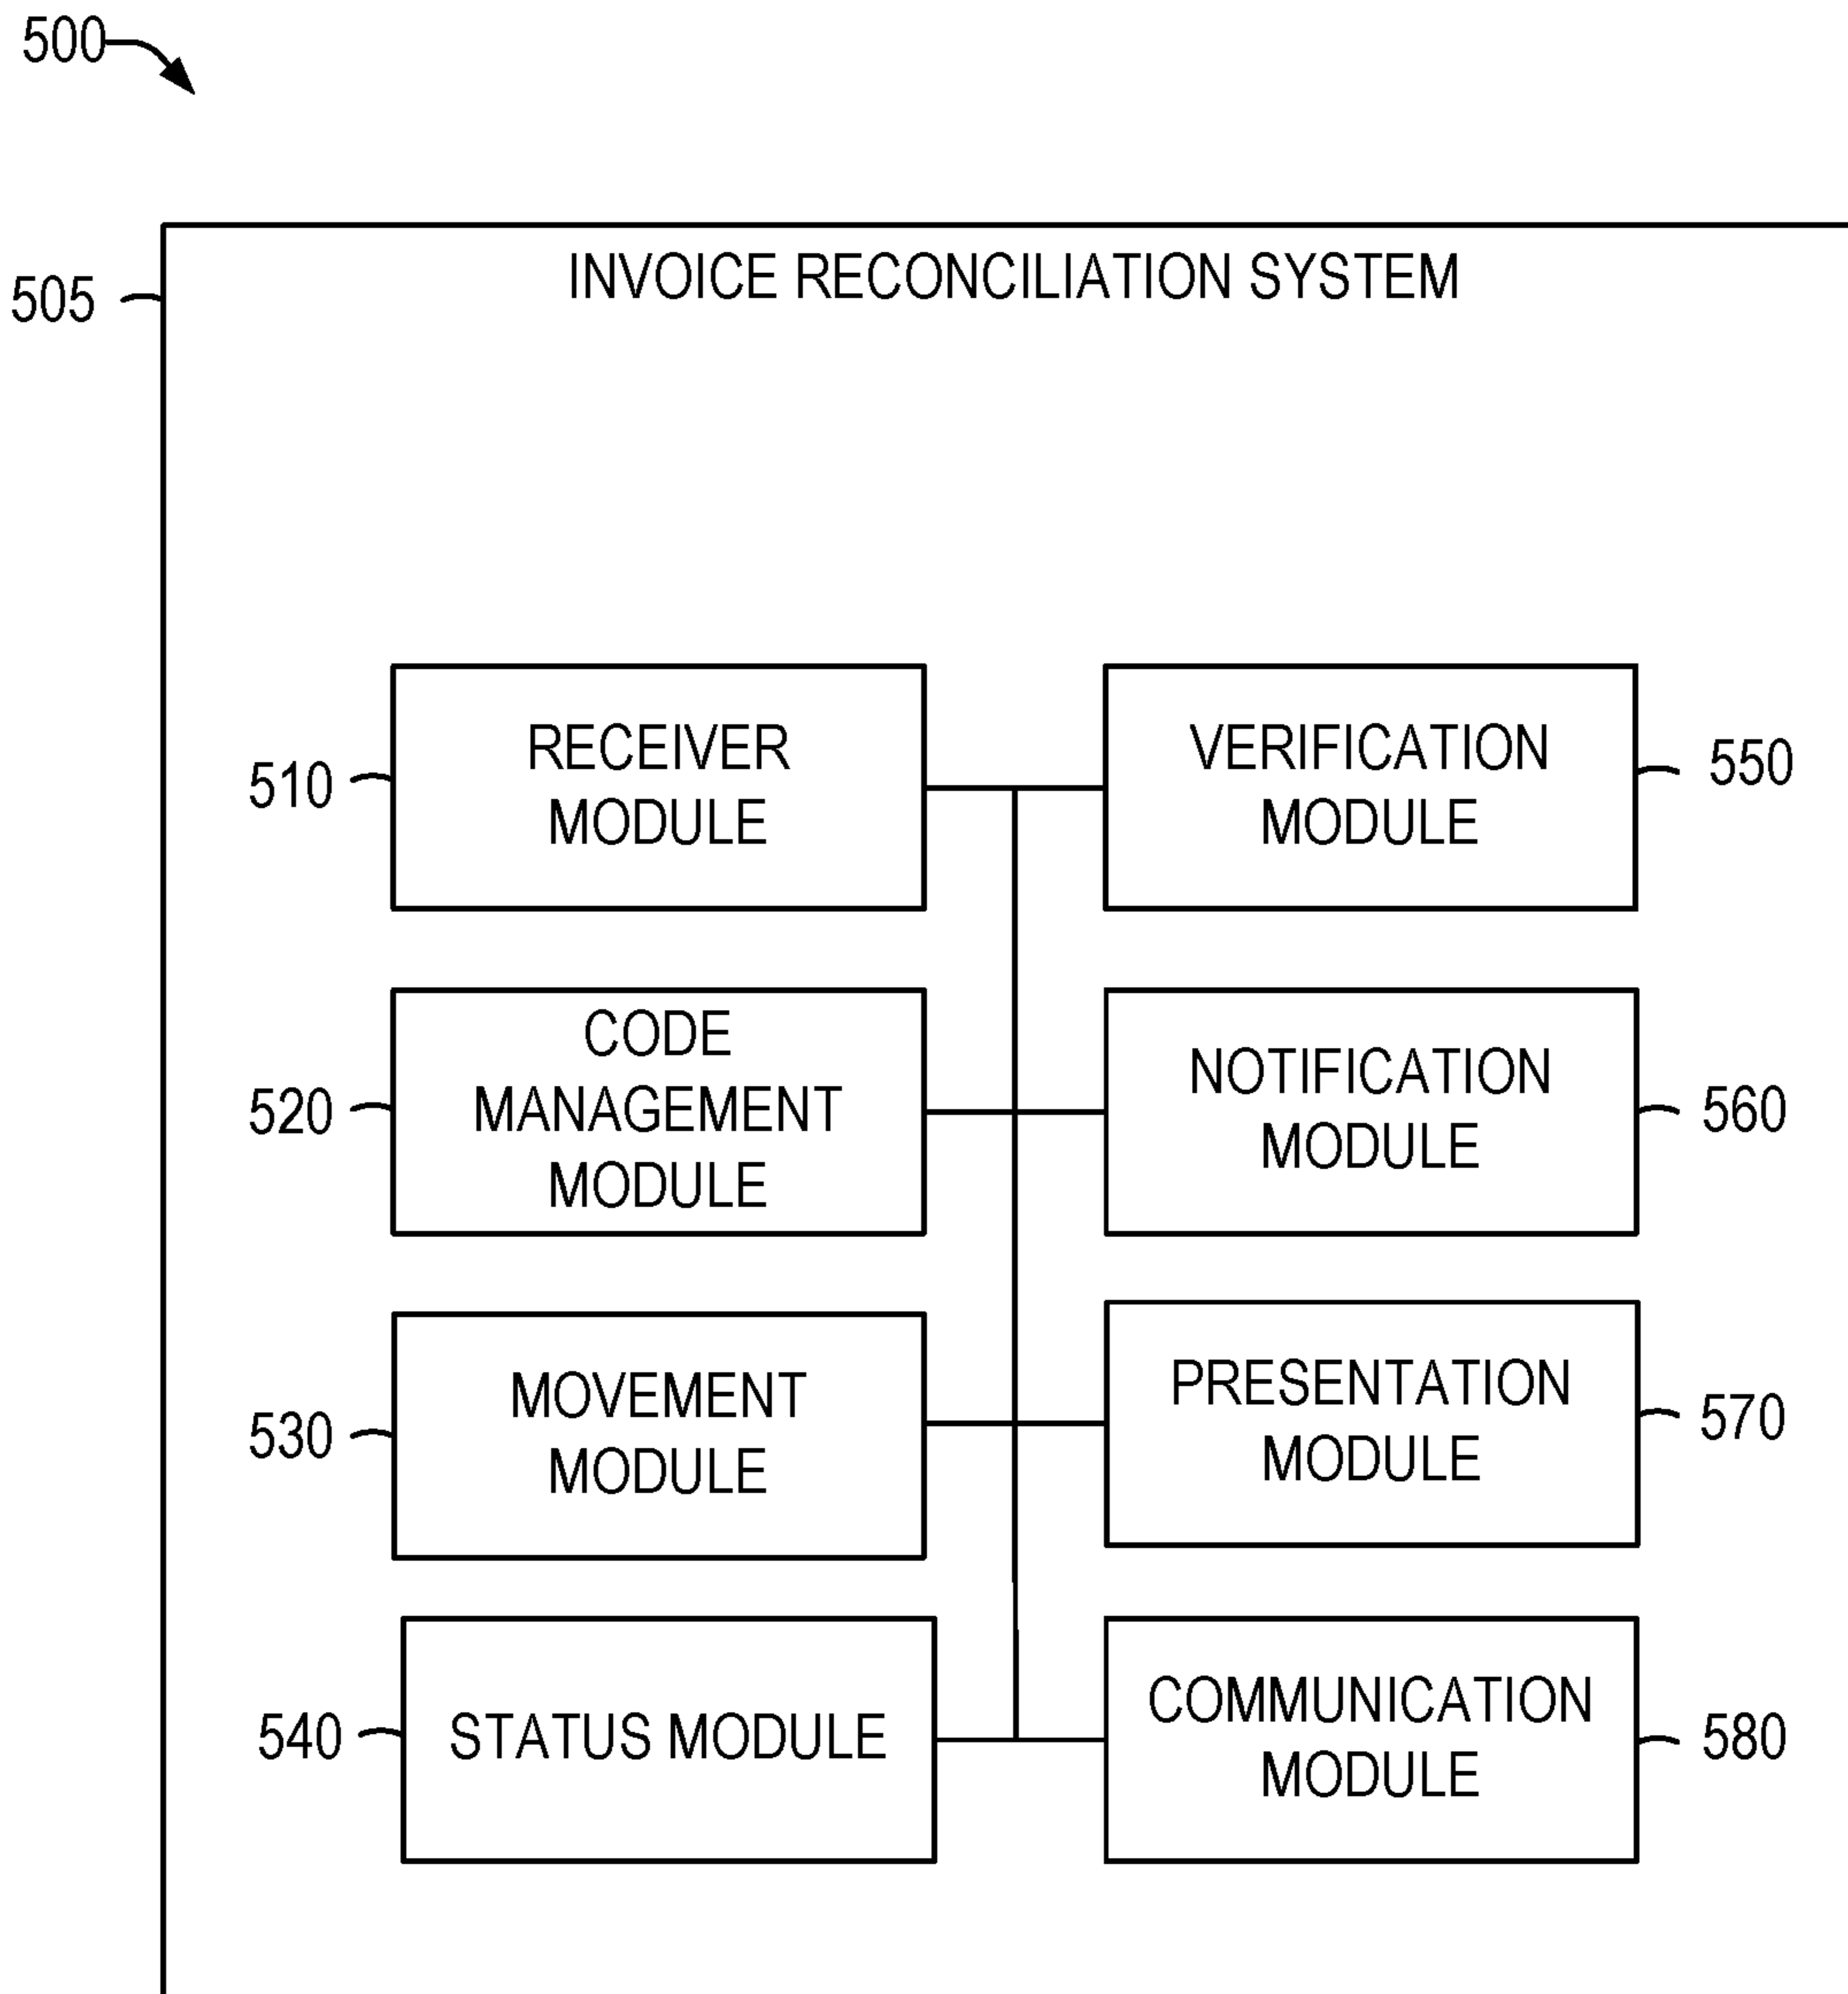 500
505
INVOICE RECONCILIATION SYSTEM
510
RECEIVER
MODULE
VERIFICATION
MODULE
550
520
CODE
MANAGEMENT
MODULE
NOTIFICATION
MODULE
560
530
MOVEMENT
MODULE
PRESENTATION
MODULE
570
540
STATUS MODULE
COMMUNICATION
MODULE
580